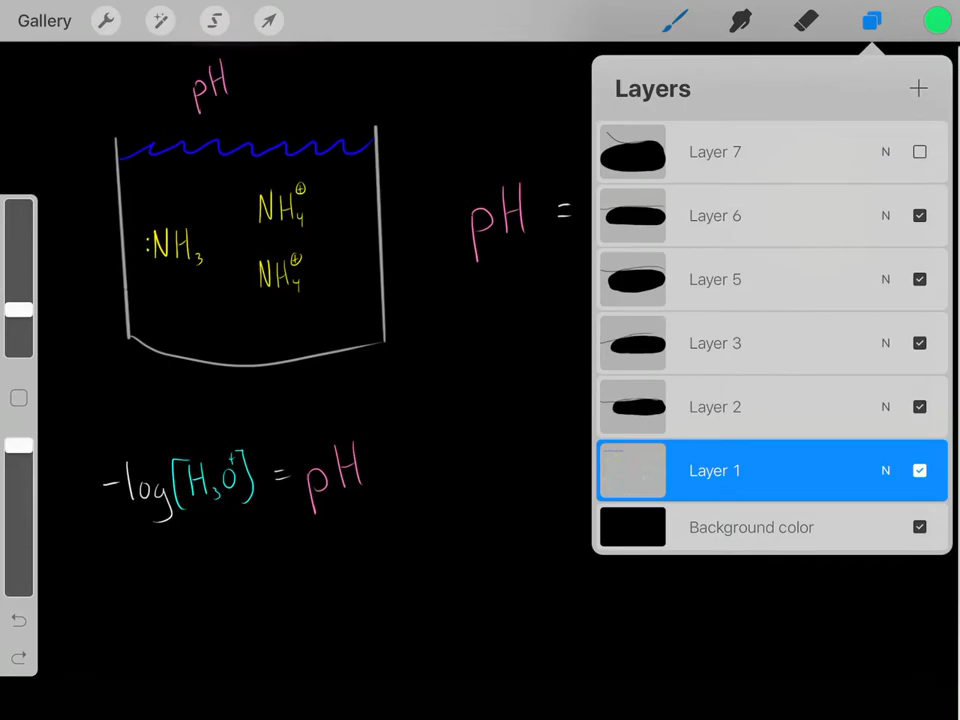 Gallery
Layers
pH
:NH₃
NH₄⊕
NH₄⊕
pH =
-log[H₃O⁺] = pH
Layer 7 N
Layer 6 N
Layer 5 N
Layer 3 N
Layer 2 N
Layer 1 N
Background color